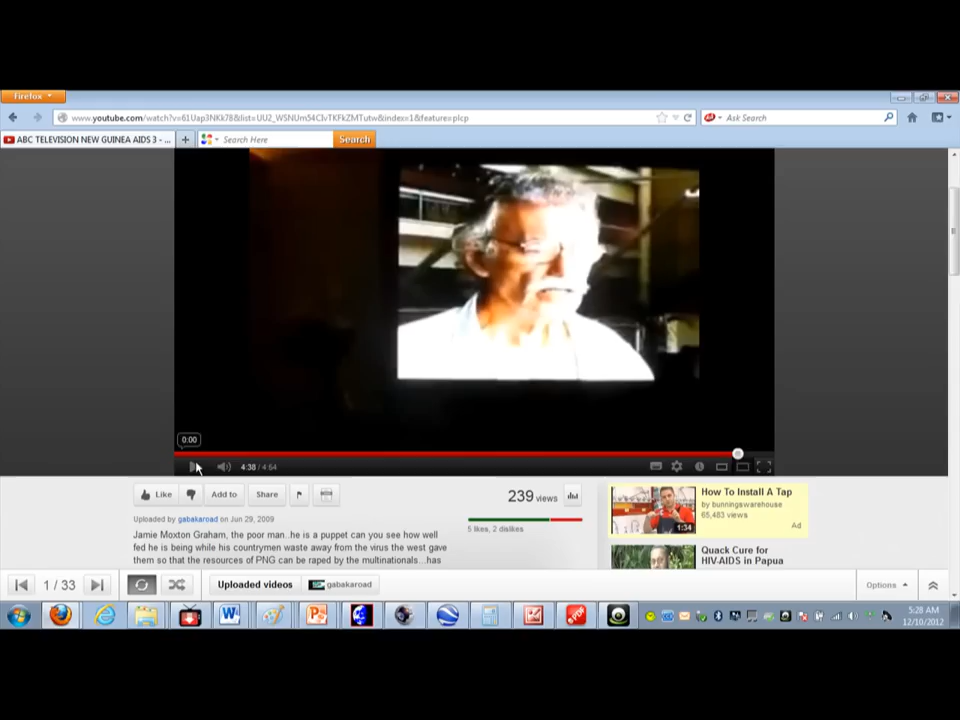 Firefox
www.youtube.com/watch?v=61Uap3NKk78&list=UU2_WSNUm54ClvTKFkZMTutw&index=1&feature=plcp
Ask Search
ABC TELEVISION NEW GUINEA AIDS 3 - ...
Search Here
Search
0:00
4:38 / 4:54
Like
Add to
Share
239 views
Uploaded by gabakaroad on Jun 29, 2009
5 likes, 2 dislikes
Jamie Moxton Graham, the poor man..he is a puppet can you see how well
fed he is being while his countrymen waste away from the virus the west gave
them so that the resources of PNG can be raped by the multinationals...has
1:34
How To Install A Tap
by bunningswarehouse
65,483 views
Ad
Quack Cure for
HIV-AIDS in Papua
1 / 33
Uploaded videos
gabakaroad
Options
5:28 AM
12/10/2012